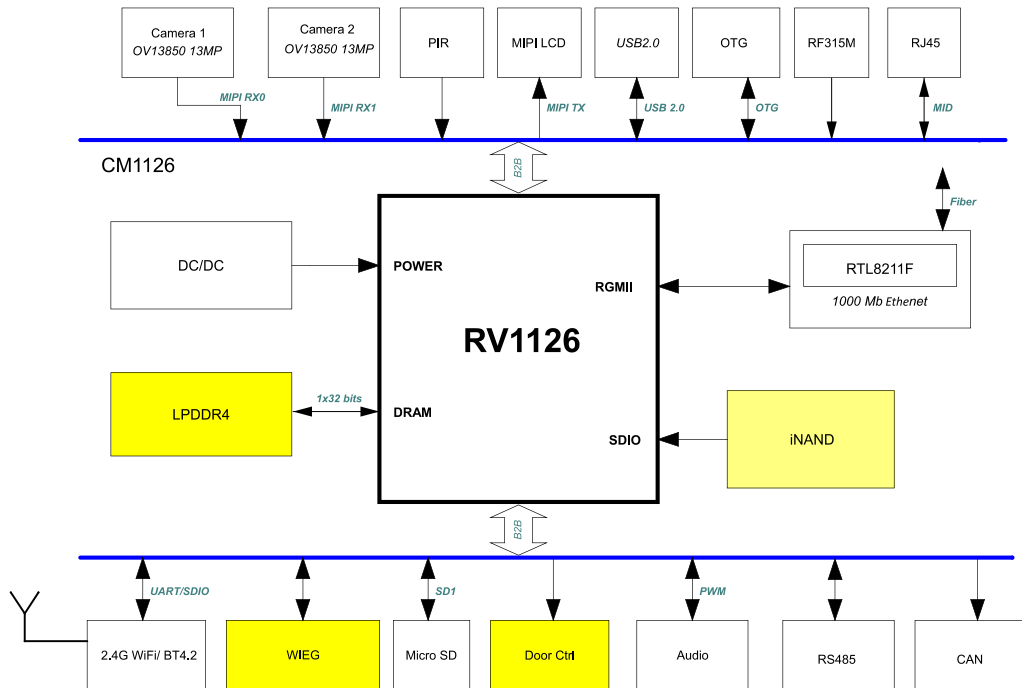 Camera 1
OV13850 13MP
Camera 2
OV13850 13MP
PIR
MIPI LCD
USB2.0
OTG
RF315M
RJ45
MIPI RX0
MIPI RX1
MIPI TX
USB 2.0
OTG
MID
CM1126
B2B
Fiber
DC/DC
POWER
RGMII
RTL8211F
1000 Mb Ethenet
RV1126
LPDDR4
1x32 bits
DRAM
SDIO
iNAND
B2B
UART/SDIO
SD1
PWM
2.4G WiFi/ BT4.2
WIEG
Micro SD
Door Ctrl
Audio
RS485
CAN